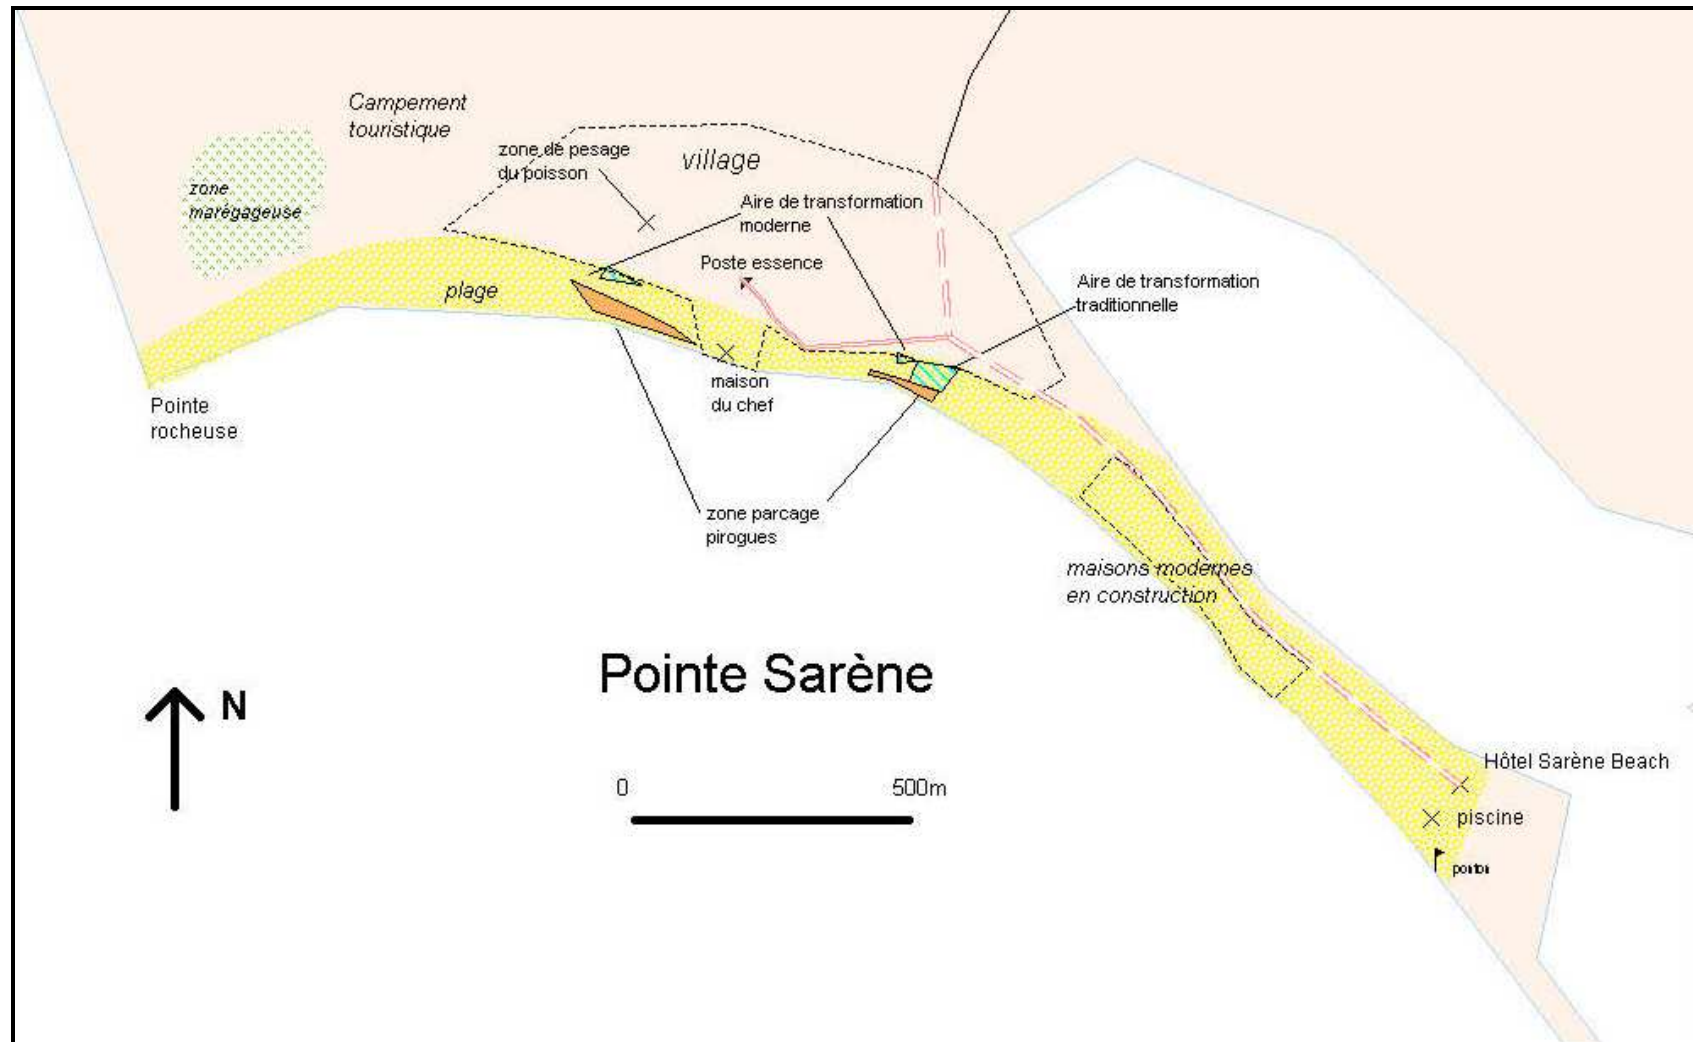 Campement
touristique
zone de pesage
du poisson
village
zone
marégageuse
Aire de transformation
moderne
Poste essence
Aire de transformation
traditionnelle
plage
maison
du chef
Pointe
rocheuse
zone parcage
pirogues
maisons modernes
en construction
Pointe Sarène
N
0 500m
Hôtel Sarène Beach
piscine
ponton